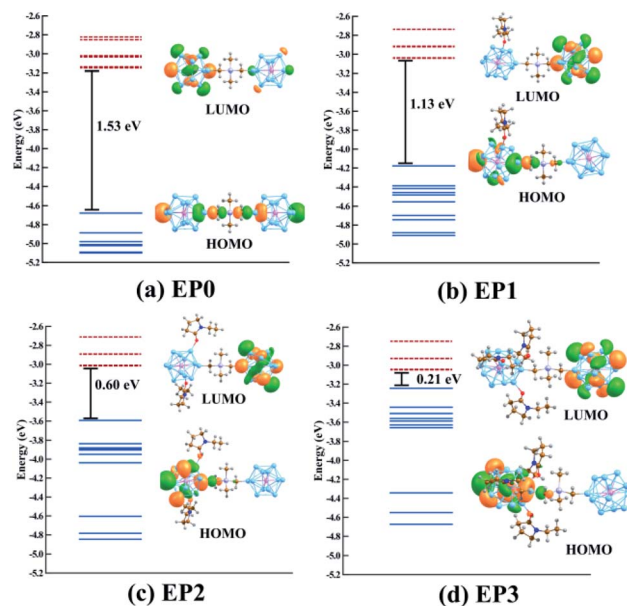 -2.6
-2.8
-3.0
-3.2
-3.4
-3.6
-3.8
-4.0
-4.2
-4.4
-4.6
-4.8
-5.0
-5.2
Energy (eV)
1.53 eV
LUMO
HOMO
(a) EP0
-2.6
-2.8
-3.0
-3.2
-3.4
-3.6
-3.8
-4.0
-4.2
-4.4
-4.6
-4.8
-5.0
-5.2
Energy (eV)
1.13 eV
LUMO
HOMO
(b) EP1
-2.6
-2.8
-3.0
-3.2
-3.4
-3.6
-3.8
-4.0
-4.2
-4.4
-4.6
-4.8
-5.0
-5.2
Energy (eV)
0.60 eV
LUMO
HOMO
(c) EP2
-2.6
-2.8
-3.0
-3.2
-3.4
-3.6
-3.8
-4.0
-4.2
-4.4
-4.6
-4.8
-5.0
-5.2
Energy (eV)
0.21 eV
LUMO
HOMO
(d) EP3